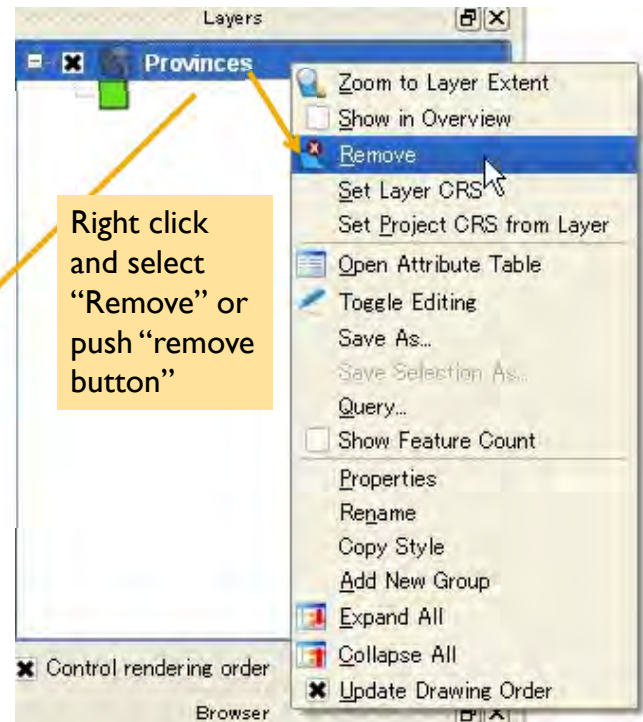 Layers
Provinces
Zoom to Layer Extent
Show in Overview
Remove
Set Layer CRS
Set Project CRS from Layer
Open Attribute Table
Toggle Editing
Save As...
Save Selection As...
Query...
Show Feature Count
Properties
Rename
Copy Style
Add New Group
Expand All
Collapse All
Update Drawing Order
Right click
and select
“Remove” or
push “remove
button”
Control rendering order
Browser